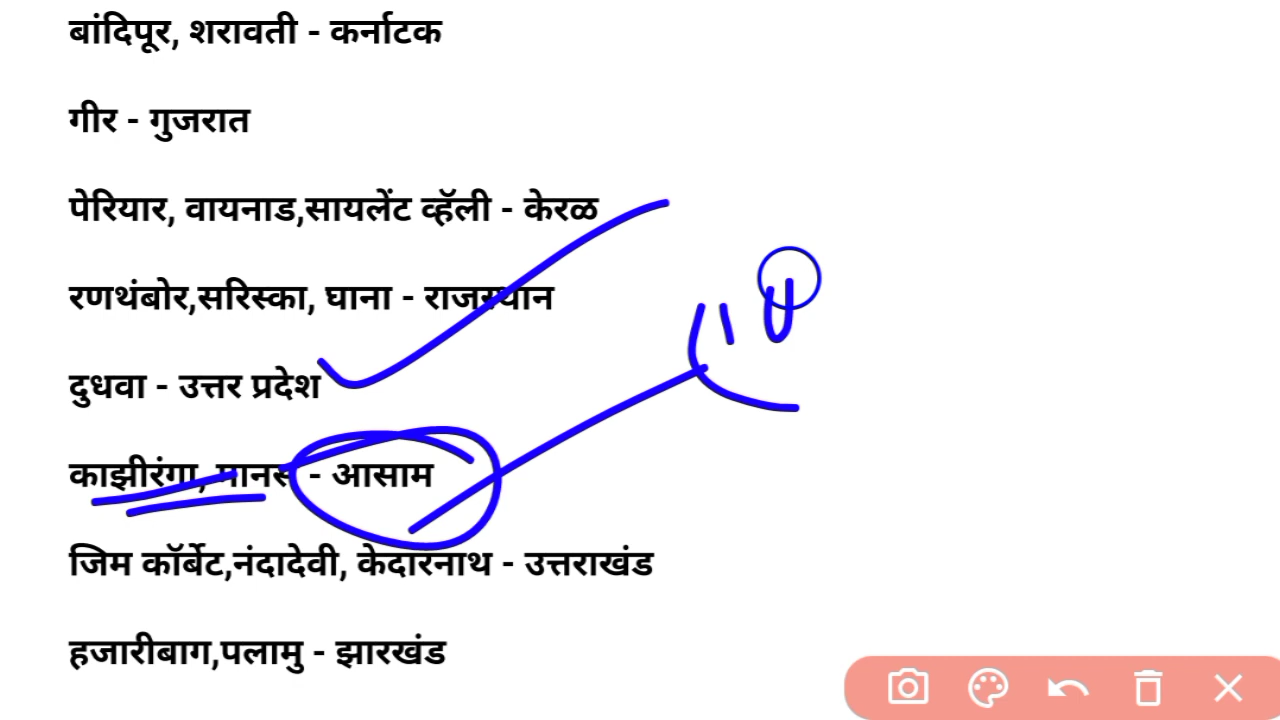 बांदिपूर, शरावती - कर्नाटक
गीर - गुजरात
पेरियार, वायनाड,सायलेंट व्हॅली - केरळ
रणथंबोर,सरिस्का, घाना - राजस्थान
दुधवा - उत्तर प्रदेश
काझीरंगा, मानस - आसाम
जिम कॉर्बेट,नंदादेवी, केदारनाथ - उत्तराखंड
हजारीबाग,पलामु - झारखंड